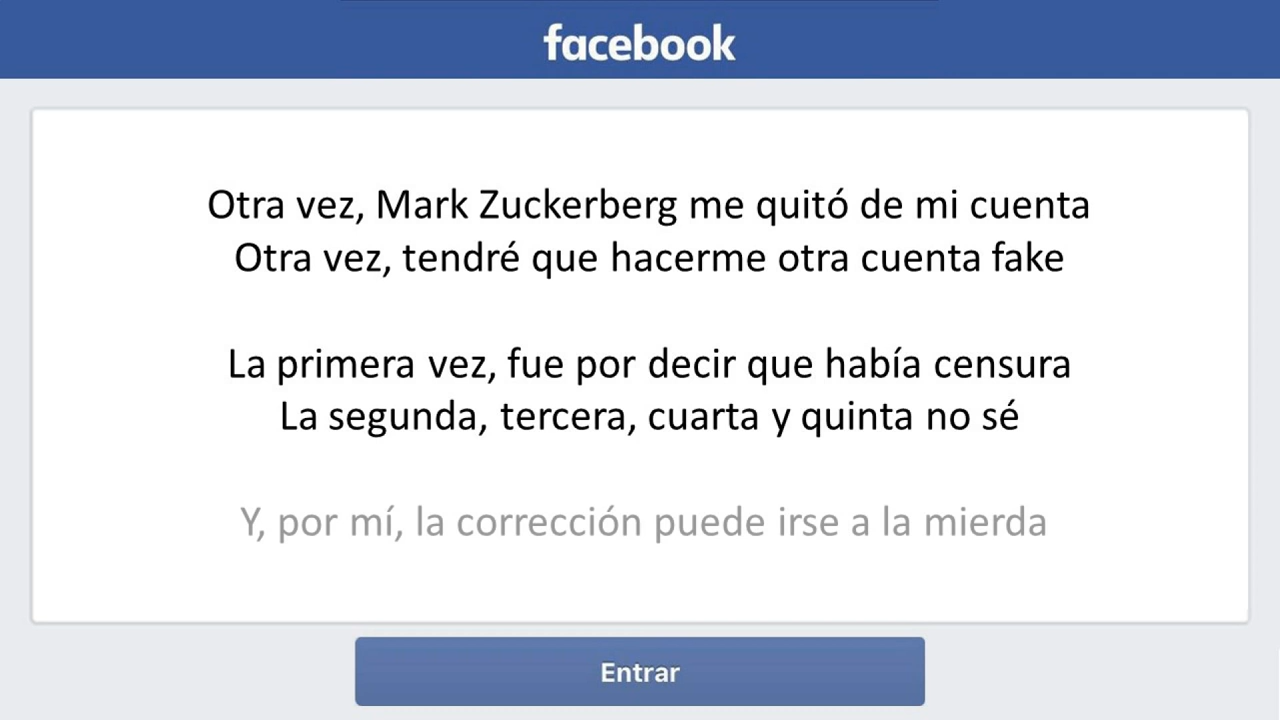 facebook
Otra vez, Mark Zuckerberg me quitó de mi cuenta
Otra vez, tendré que hacerme otra cuenta fake
La primera vez, fue por decir que había censura
La segunda, tercera, cuarta y quinta no sé
Y, por mí, la corrección puede irse a la mierda
Entrar